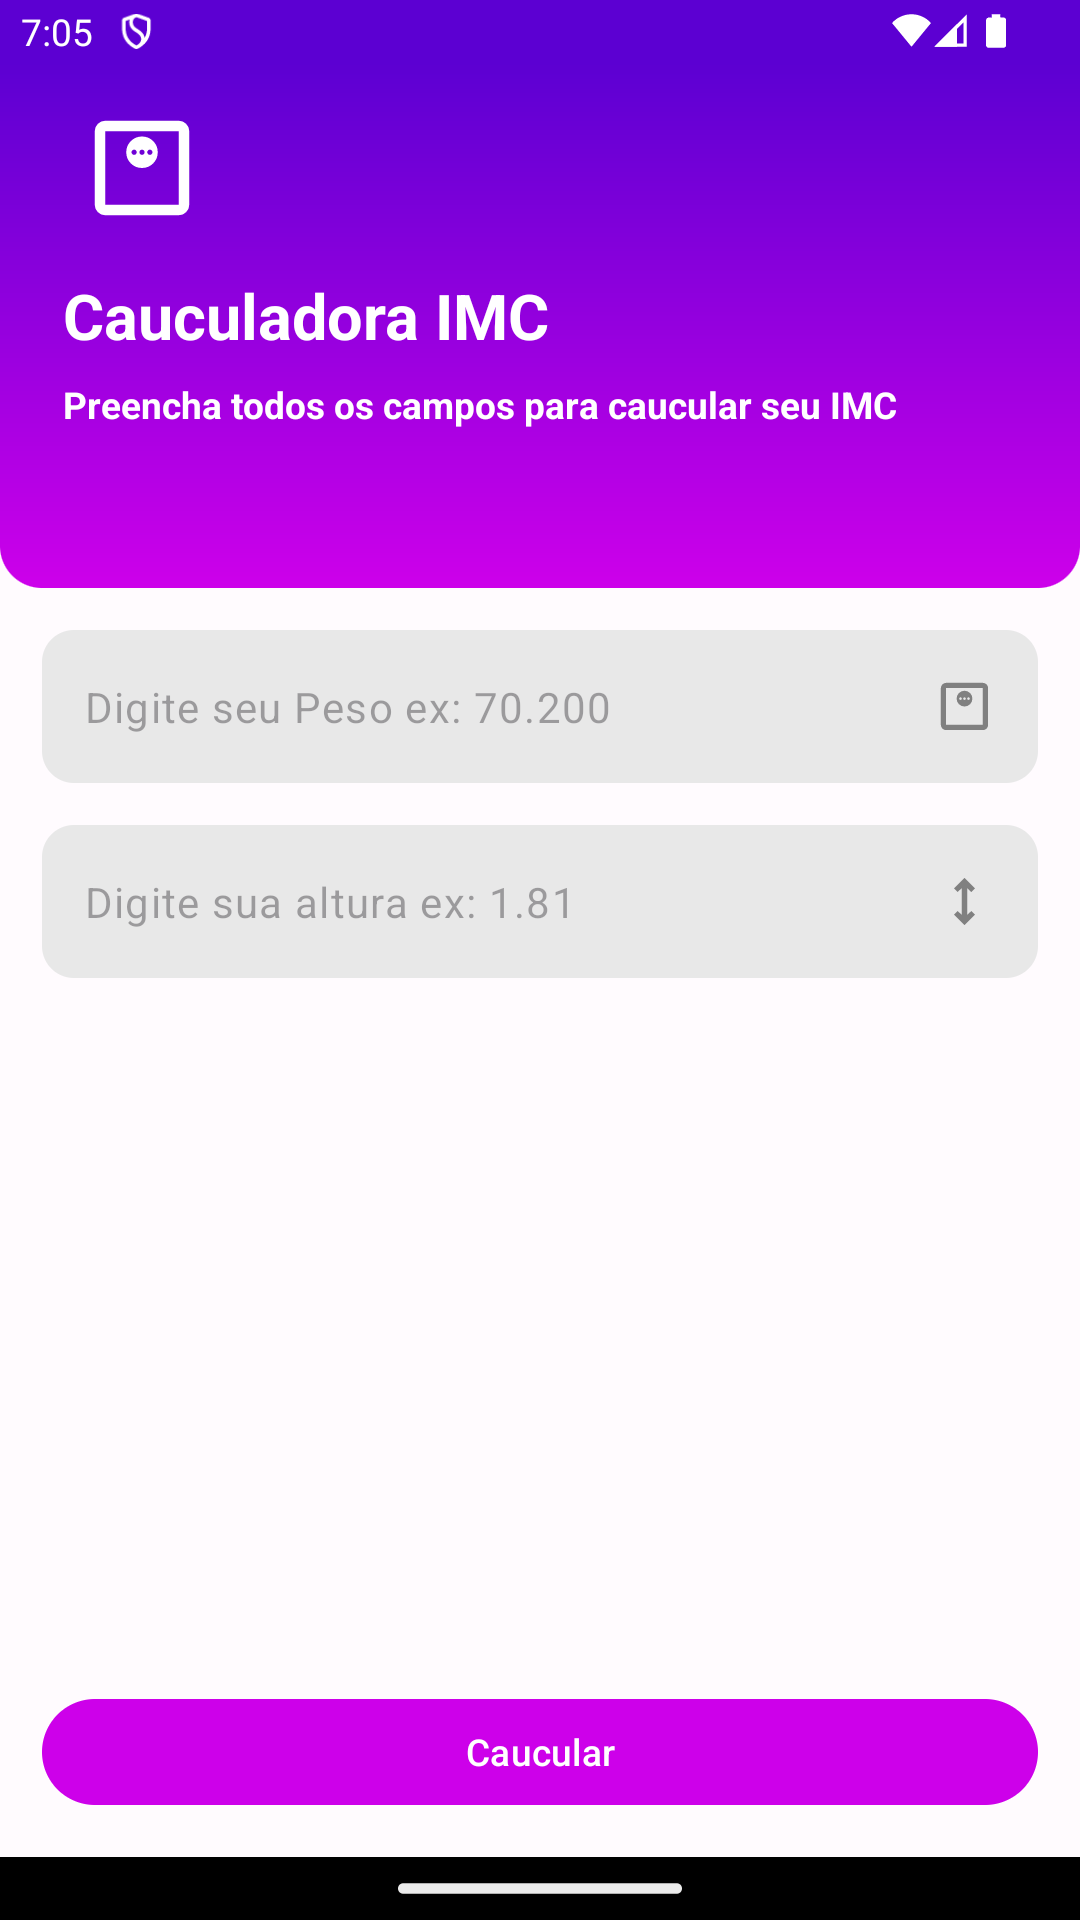 7:05
Cauculadora IMC
Preencha todos os campos para caucular seu IMC
Digite seu Peso ex: 70.200
Digite sua altura ex: 1.81
Caucular